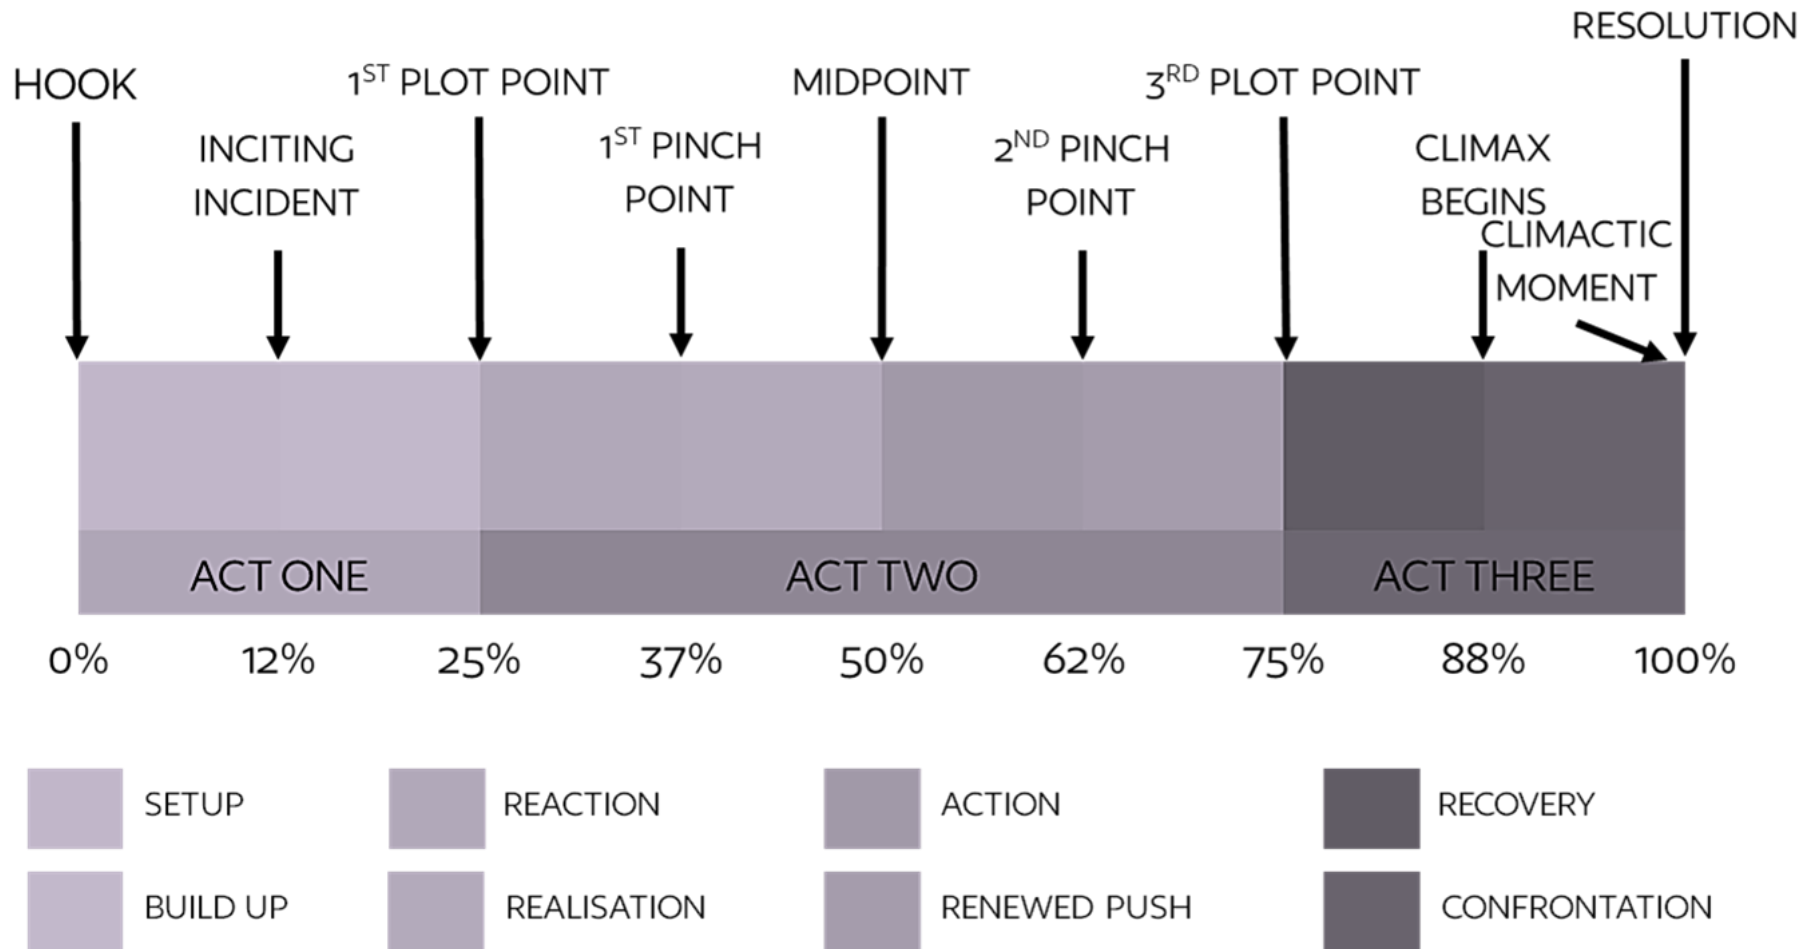 RESOLUTION
HOOK
1ST PLOT POINT
MIDPOINT
3RD PLOT POINT
INCITING
INCIDENT
1ST PINCH
POINT
2ND PINCH
POINT
CLIMAX
BEGINS
CLIMACTIC
MOMENT
ACT ONE
ACT TWO
ACT THREE
0%
12%
25%
37%
50%
62%
75%
88%
100%
SETUP
REACTION
ACTION
RECOVERY
BUILD UP
REALISATION
RENEWED PUSH
CONFRONTATION